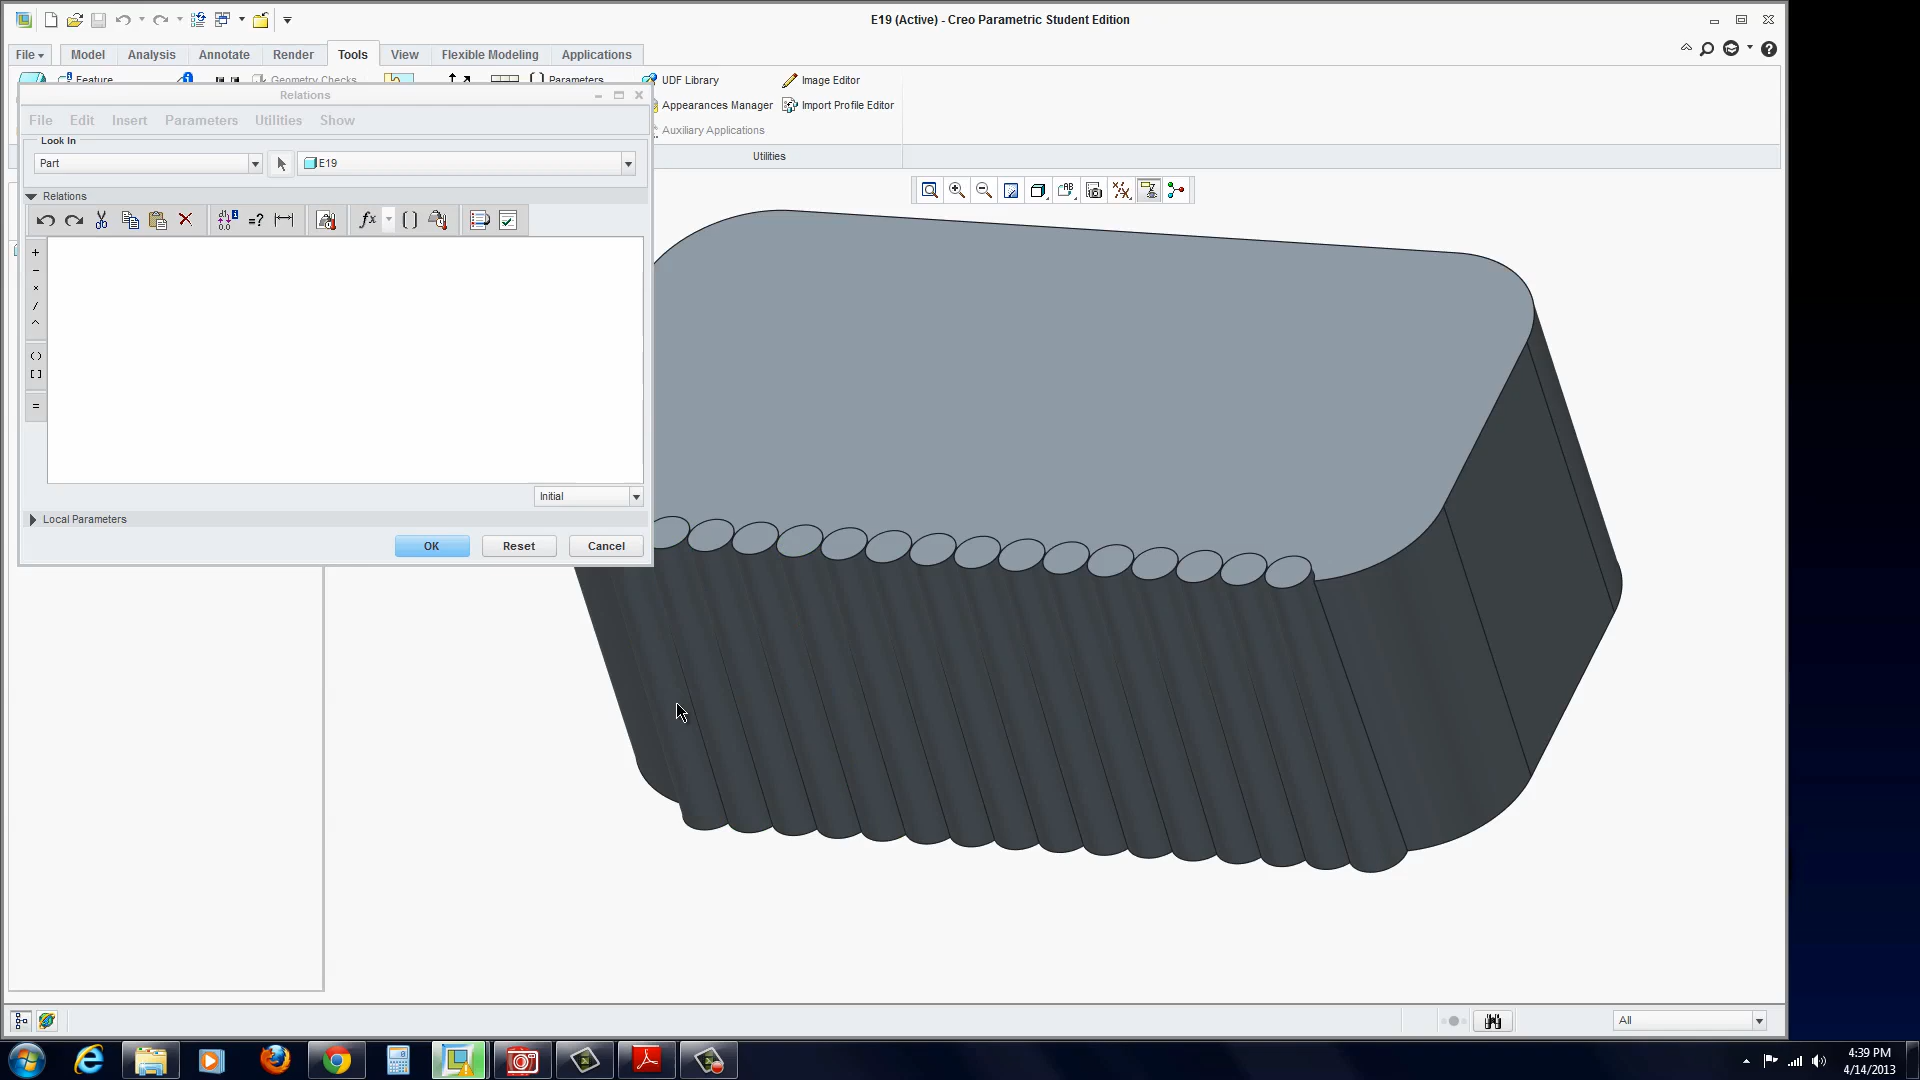 E19 (Active) - Creo Parametric Student Edition
File Model Analysis Annotate Render Tools View Flexible Modeling Applications
Feature Geometry Checks Parameters UDF Library Image Editor
Appearances Manager Import Profile Editor
Auxiliary Applications
Utilities
Relations
File Edit Insert Parameters Utilities Show
Look In
Part E19
Relations
+
-
×
/
^
( )
[ ]
=
Initial
Local Parameters
OK Reset Cancel
All
4:39 PM
4/14/2013